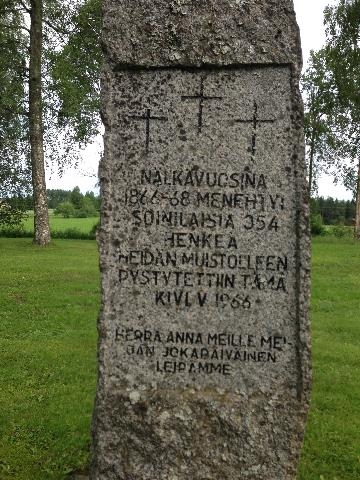 NÄLKÄVUOSINA
1866-68 MENEHTYI
SOINILAISIA 354
HENKEÄ
HEIDÄN MUISTOLLEEN
PYSTYTETTIIN TÄMÄ
KIVI V 1966
HERRA ANNA MEILLE MEI-
DÄN JOKAPÄIVÄINEN
LEIPÄMME